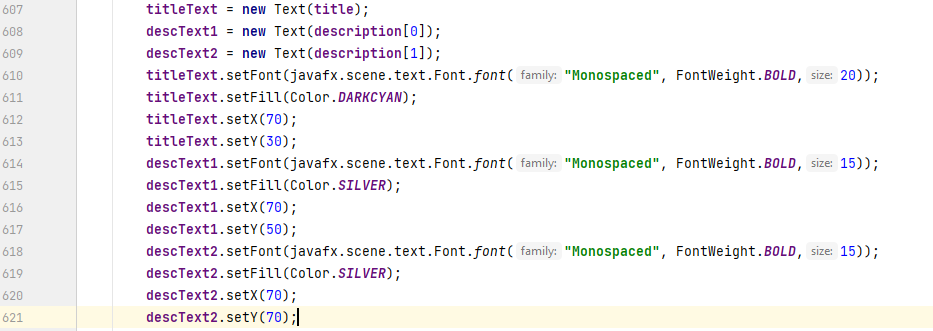 607 titleText = new Text(title);
608 descText1 = new Text(description[0]);
609 descText2 = new Text(description[1]);
610 titleText.setFont(javafx.scene.text.Font.font( family: "Monospaced", FontWeight.BOLD, size: 20));
611 titleText.setFill(Color.DARKCYAN);
612 titleText.setX(70);
613 titleText.setY(30);
614 descText1.setFont(javafx.scene.text.Font.font( family: "Monospaced", FontWeight.BOLD, size: 15));
615 descText1.setFill(Color.SILVER);
616 descText1.setX(70);
617 descText1.setY(50);
618 descText2.setFont(javafx.scene.text.Font.font( family: "Monospaced", FontWeight.BOLD, size: 15));
619 descText2.setFill(Color.SILVER);
620 descText2.setX(70);
621 descText2.setY(70);